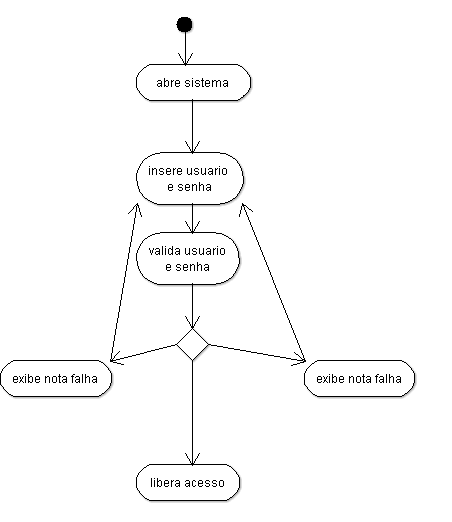 abre sistema
insere usuario
e senha
valida usuario
e senha
exibe nota falha
exibe nota falha
libera acesso